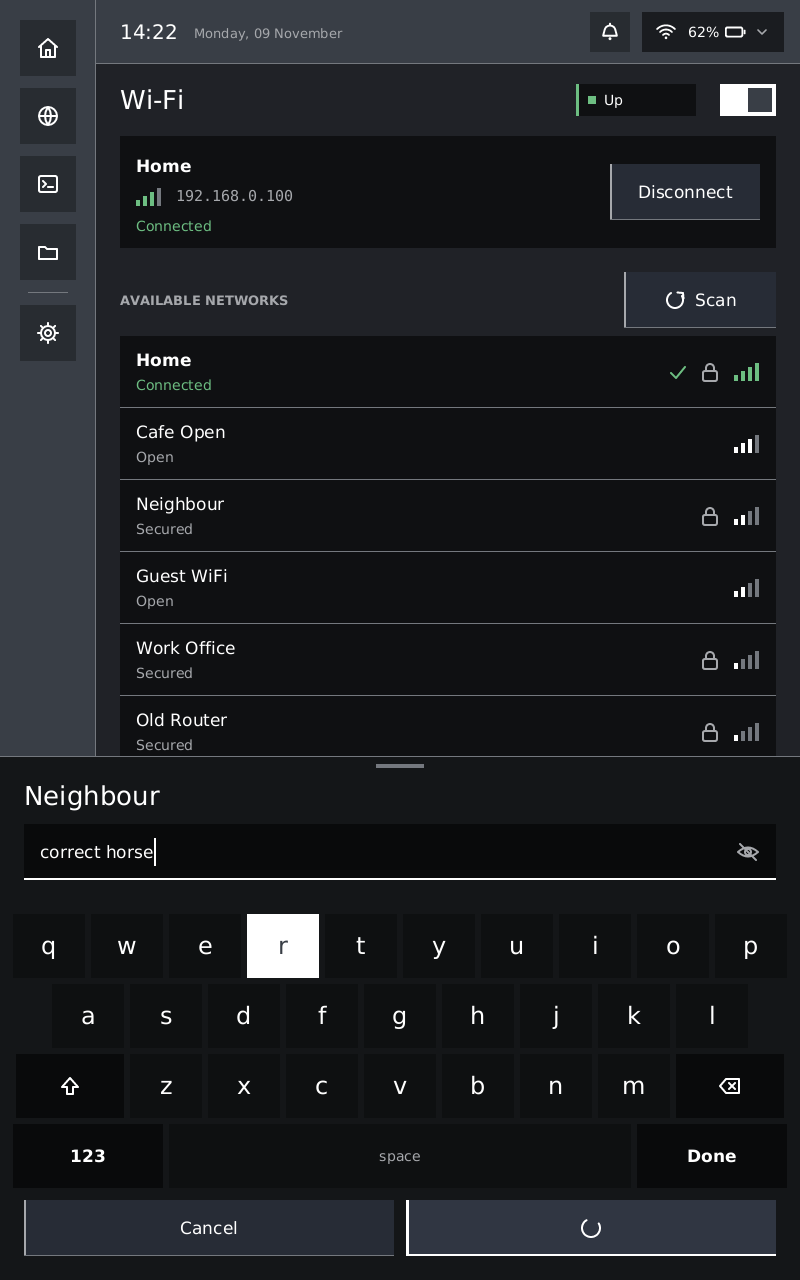 14:22 Monday, 09 November 62%
Wi-Fi Up
Home
192.168.0.100 Disconnect
Connected
AVAILABLE NETWORKS Scan
Home
Connected
Cafe Open
Open
Neighbour
Secured
Guest WiFi
Open
Work Office
Secured
Old Router
Secured
Neighbour
correct horse
q w e r t y u i o p
a s d f g h j k l
z x c v b n m
123 space Done
Cancel